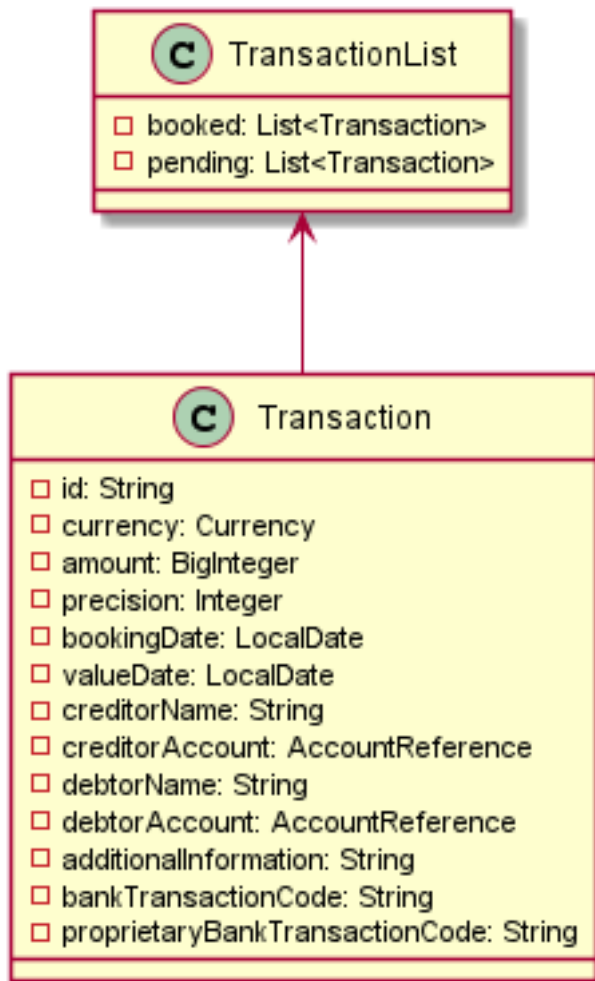 C TransactionList
booked: List<Transaction>
pending: List<Transaction>
C Transaction
id: String
currency: Currency
amount: BigInteger
precision: Integer
bookingDate: LocalDate
valueDate: LocalDate
creditorName: String
creditorAccount: AccountReference
debtorName: String
debtorAccount: AccountReference
additionalInformation: String
bankTransactionCode: String
proprietaryBankTransactionCode: String